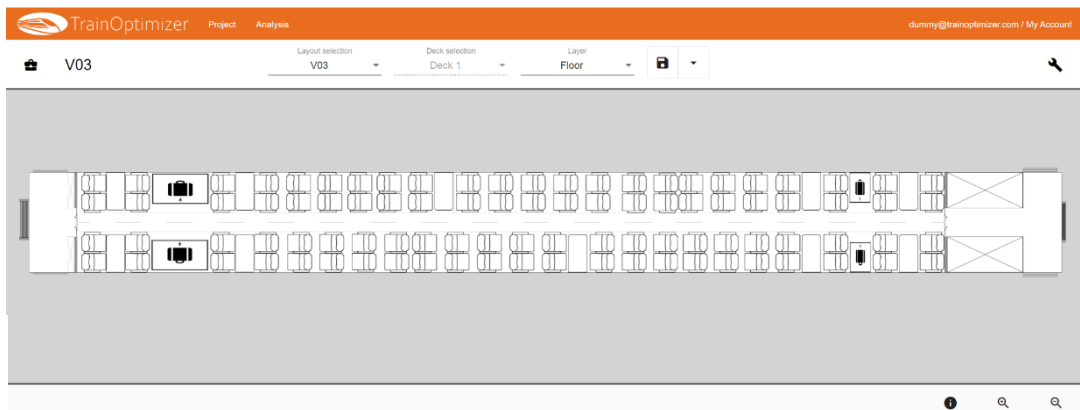 TrainOptimizer Project Analysis dummy@trainoptimizer.com / My Account
V03
Layout selection
V03
Deck selection
Deck 1
Layer
Floor